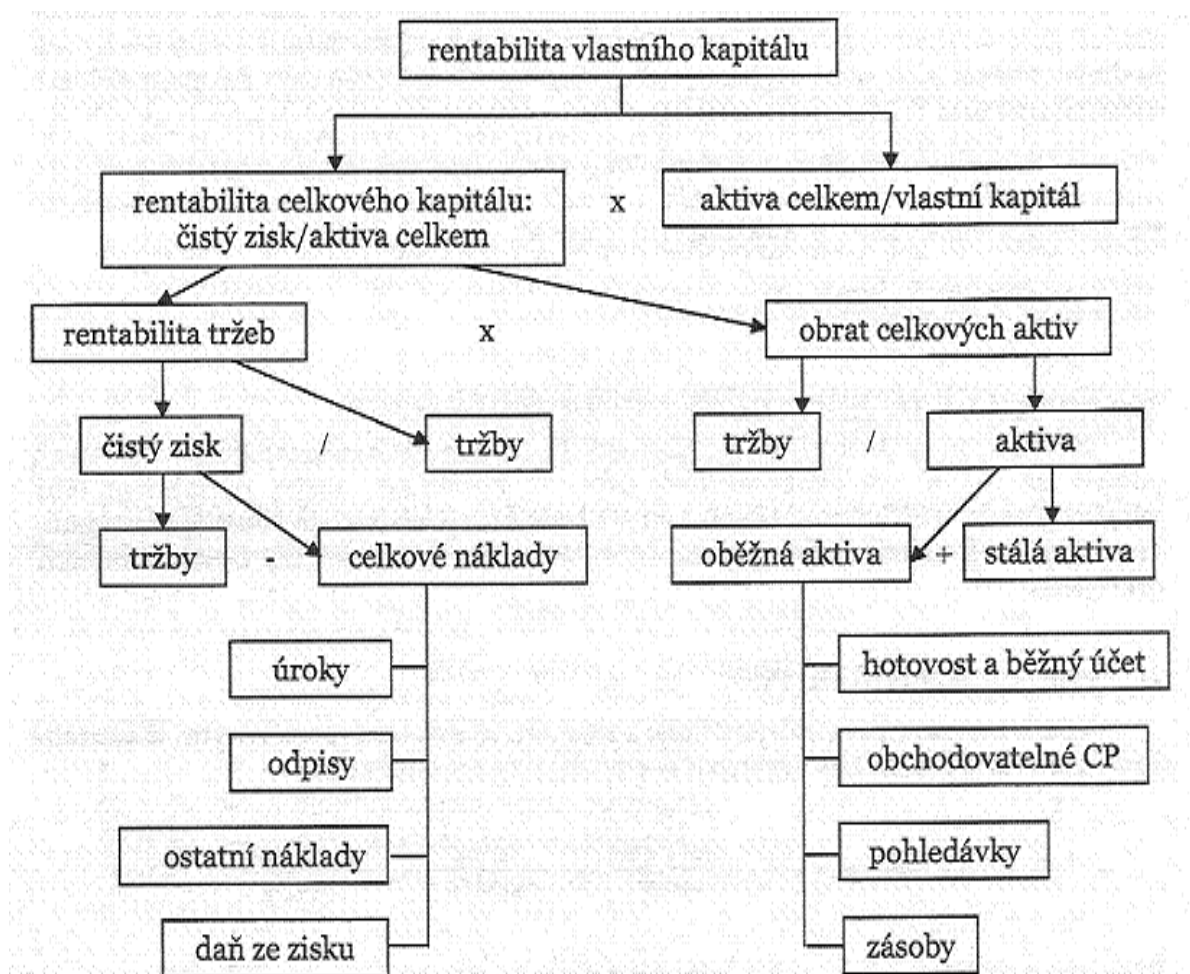 rentabilita vlastního kapitálu
rentabilita celkového kapitálu:
čistý zisk/aktiva celkem
x
aktiva celkem/vlastní kapitál
rentabilita tržeb
x
obrat celkových aktiv
čistý zisk
/
tržby
tržby
/
aktiva
tržby
-
celkové náklady
oběžná aktiva
+
stálá aktiva
úroky
odpisy
ostatní náklady
daň ze zisku
hotovost a běžný účet
obchodovatelné CP
pohledávky
zásoby